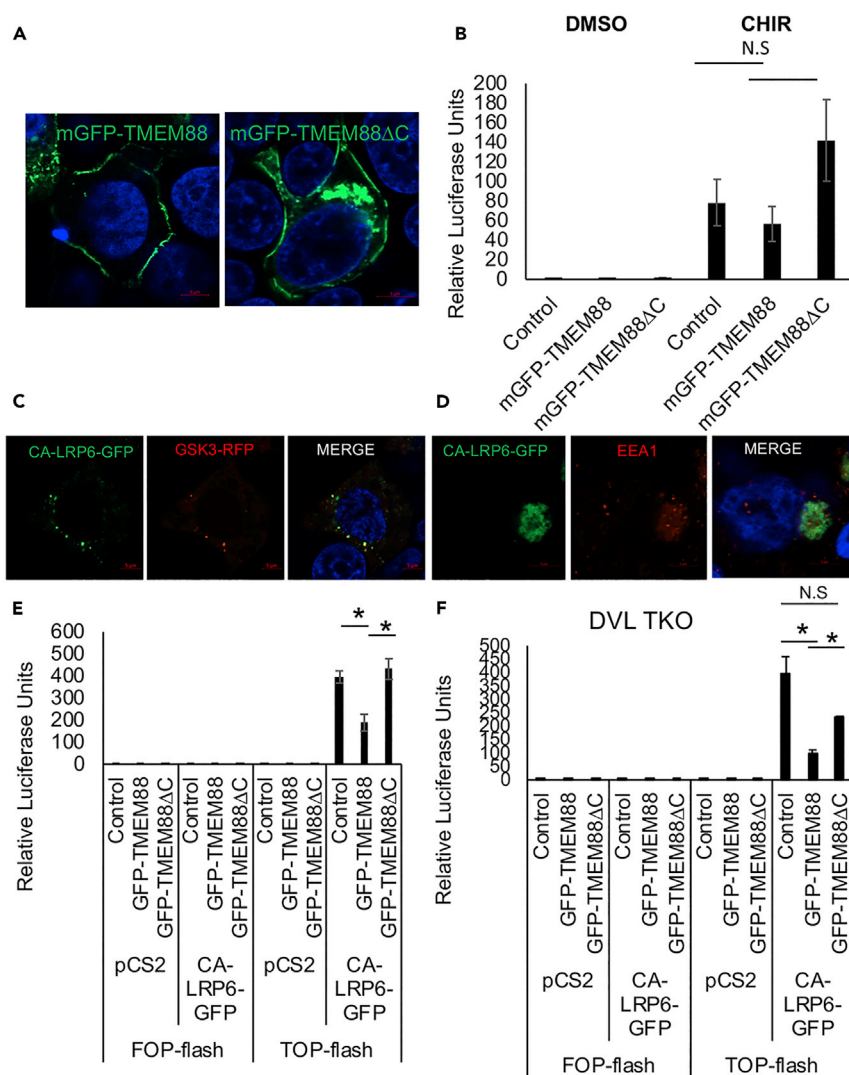 A
mGFP-TMEM88
mGFP-TMEM88ΔC
B
DMSO
CHIR
N.S
Relative Luciferase Units
200
180
160
140
120
100
80
60
40
20
0
Control
mGFP-TMEM88
mGFP-TMEM88ΔC
Control
mGFP-TMEM88
mGFP-TMEM88ΔC
C
CA-LRP6-GFP
GSK3-RFP
MERGE
D
CA-LRP6-GFP
EEA1
MERGE
E
Relative Luciferase Units
600
500
400
300
200
100
0
* *
Control
GFP-TMEM88
GFP-TMEM88ΔC
Control
GFP-TMEM88
GFP-TMEM88ΔC
Control
GFP-TMEM88
GFP-TMEM88ΔC
Control
GFP-TMEM88
GFP-TMEM88ΔC
pCS2
CA-
LRP6-
GFP
pCS2
CA-
LRP6-
GFP
FOP-flash
TOP-flash
F
DVL TKO
N.S
* *
Relative Luciferase Units
500
450
400
350
300
250
200
150
100
50
0
Control
GFP-TMEM88
GFP-TMEM88ΔC
Control
GFP-TMEM88
GFP-TMEM88ΔC
Control
GFP-TMEM88
GFP-TMEM88ΔC
Control
GFP-TMEM88
GFP-TMEM88ΔC
pCS2
CA-
LRP6-
GFP
pCS2
CA-
LRP6-
GFP
FOP-flash
TOP-flash